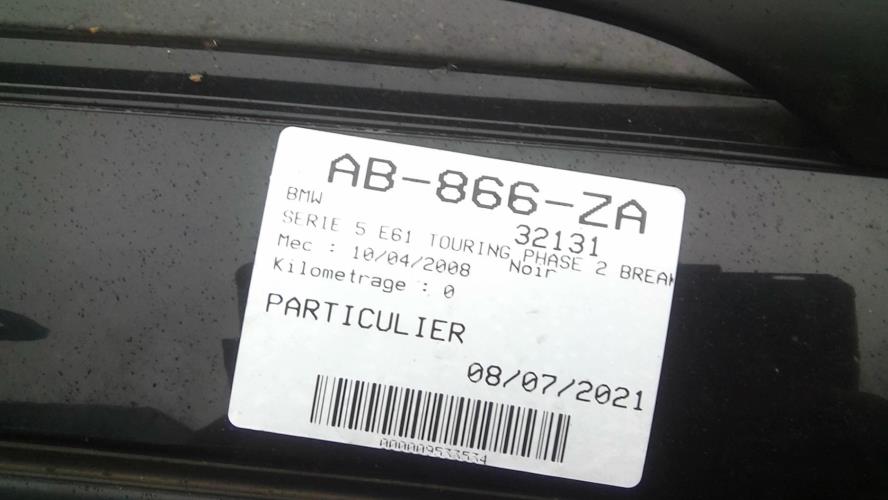 AB-866-ZA
BMW
32131
SERIE 5 E61 TOURING PHASE 2 BREAK
Mec : 10/04/2008 Noir
Kilometrage : 0
PARTICULIER
08/07/2021
000009533534